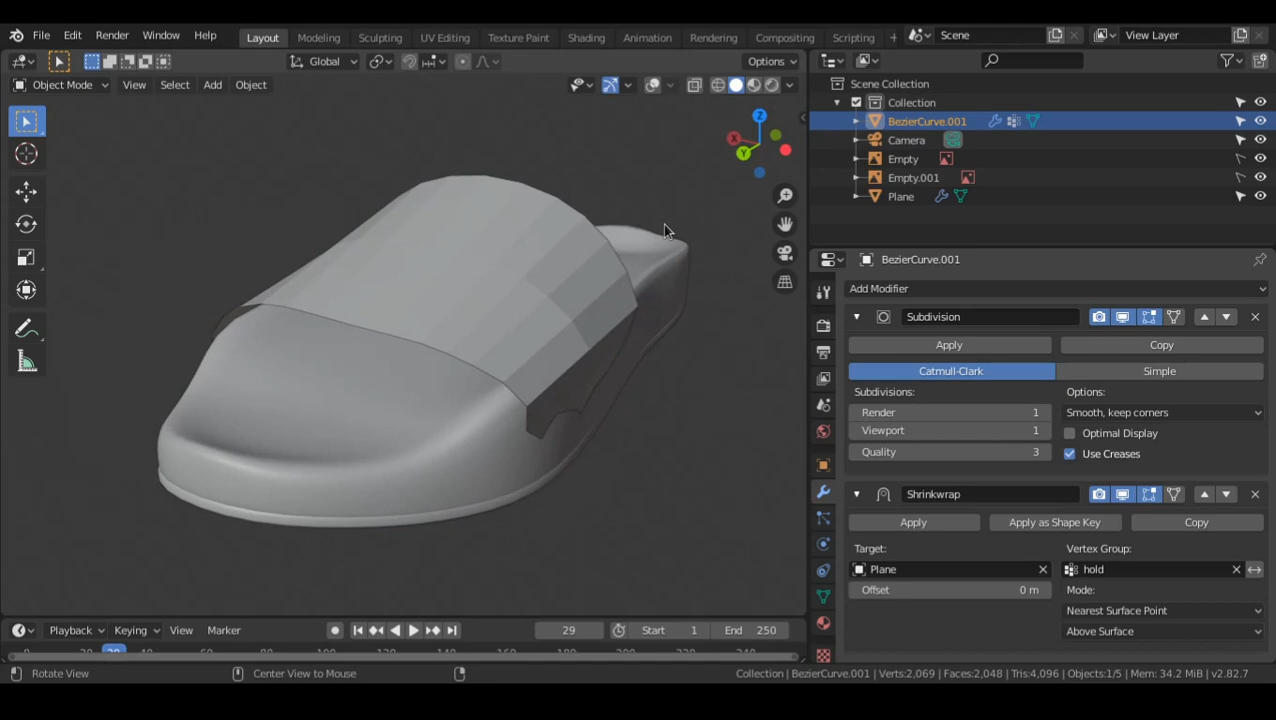 File Edit Render Window Help Layout Modeling Sculpting UV Editing Texture Paint Shading Animation Rendering Compositing Scripting + Scene View Layer
Global Options
Object Mode View Select Add Object
Z
X
Y
Scene Collection
Collection
BezierCurve.001
Camera
Empty
Empty.001
Plane
BezierCurve.001
Add Modifier
Subdivision
Apply Copy
Catmull-Clark Simple
Subdivisions: Options:
Render 1 Smooth, keep corners
Viewport 1 Optimal Display
Quality 3 Use Creases
Shrinkwrap
Apply Apply as Shape Key Copy
Target: Vertex Group:
Plane hold
Offset 0 m Mode:
Nearest Surface Point
Above Surface
Playback Keying View Marker 29 Start 1 End 250
Rotate View Center View to Mouse Collection | BezierCurve.001 | Verts:2,069 | Faces:2,048 | Tris:4,096 | Objects:1/5 | Mem: 34.2 MiB | v2.82.7